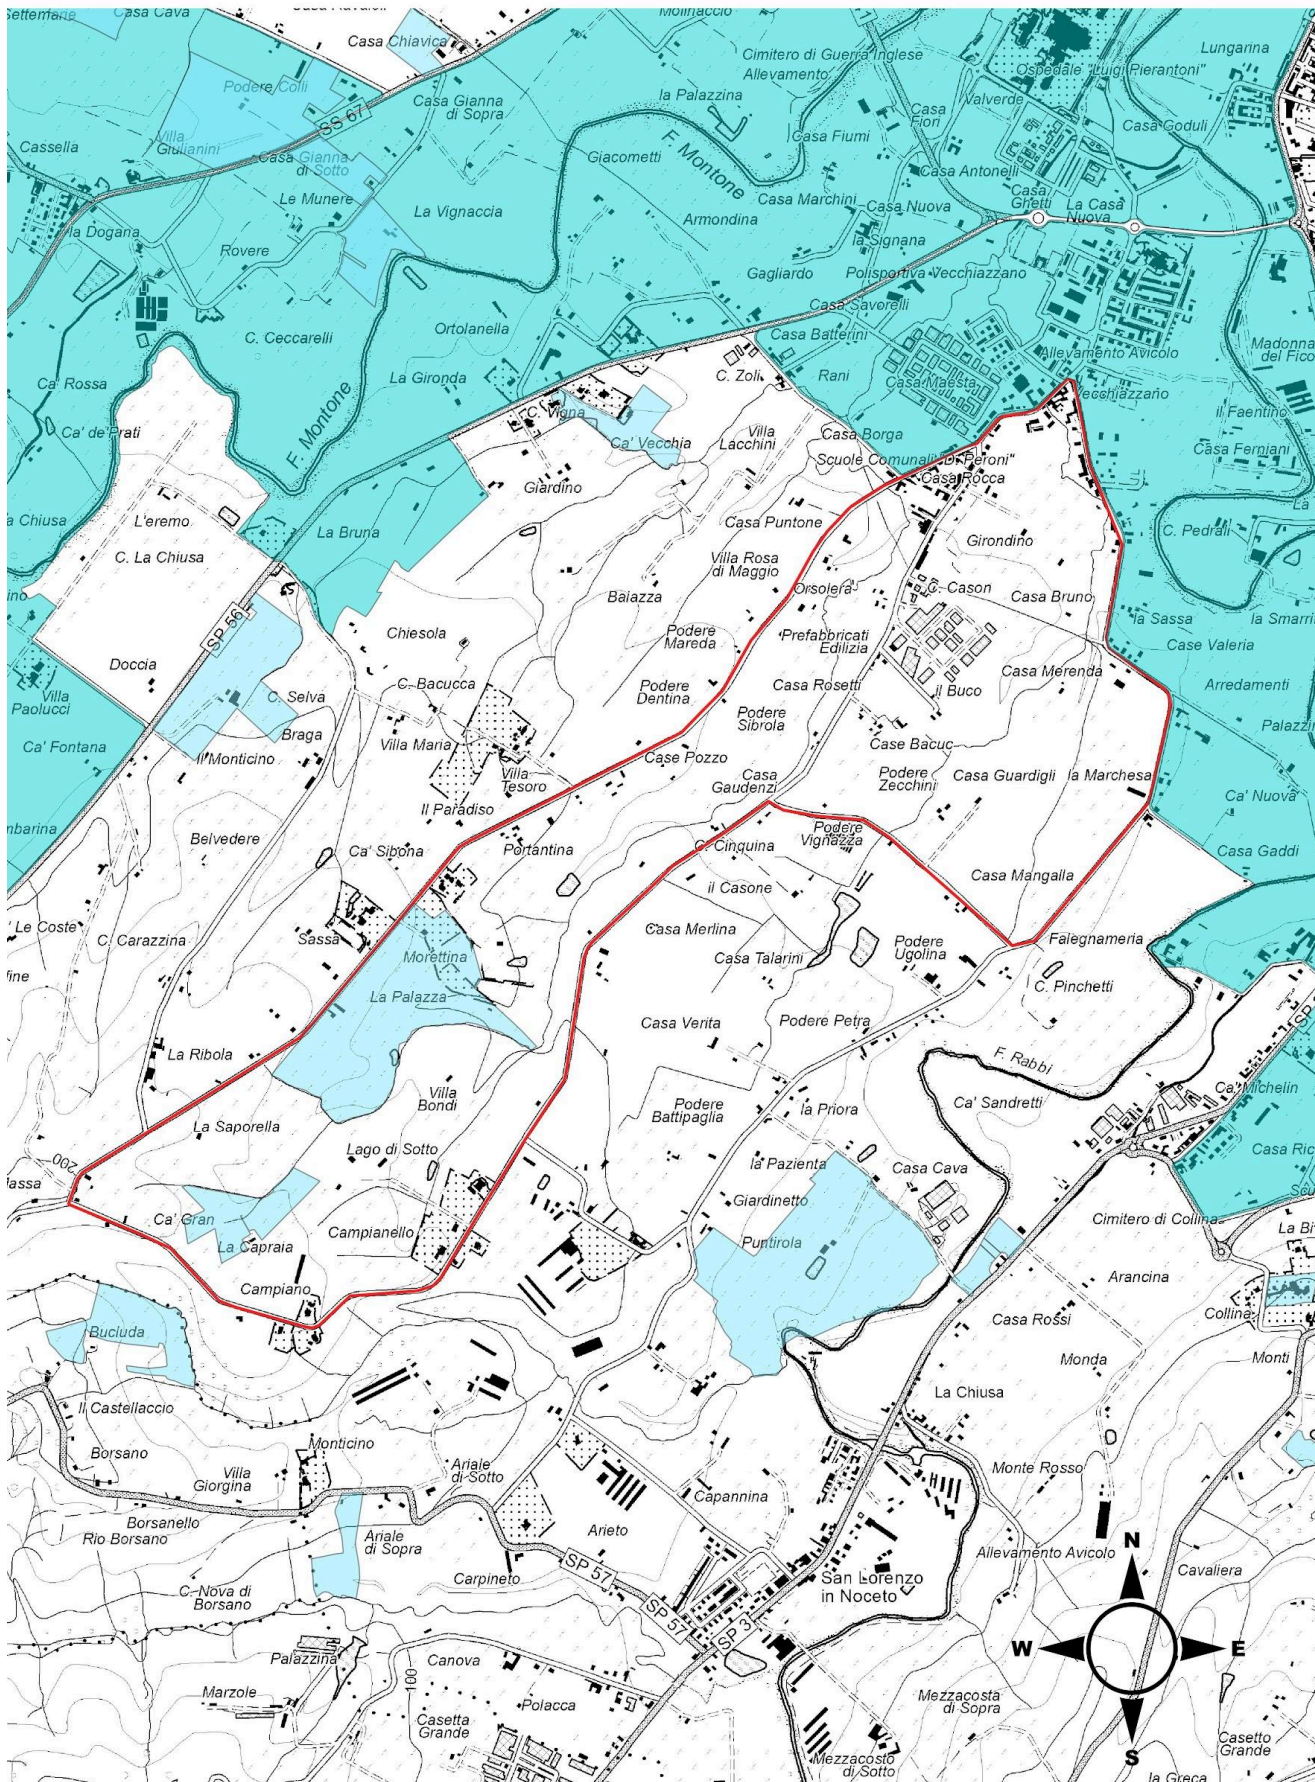 Casa Cava
Casa Chiavica
Cimitero di Guerra Inglese
Allevamento
Lungarina
Ospedale "Luigi Pierantoni"
Podere Colli
Casa Gianna
di Sopra
la Palazzina
Casa
Fiori
Valverde
SS 67
Casa Goduli
Casa Fiumi
Villa
Giulianini
Cassella
Casa Gianna
di Sotto
Giacometti
F. Montone
Casa Antonelli
Le Munere
Casa Marchini
Casa Nuova
Casa
Ghetti
La Casa
Nuova
La Vignaccia
Armondina
la Dogana
Rovere
la Signana
Gagliardo
Polisportiva Vecchiazzano
Casa Savorelli
Ortolanella
C. Ceccarelli
Casa Batterini
Madonna
del Fico
Allevamento Avicolo
La Gironda
C. Zoli
Rani
Casa Maesta
Ca' Rossa
F. Montone
Vecchiazzano
C. Vigna
il Faentino
Ca' de Prati
Ca' Vecchia
Villa
Lacchini
Casa Borga
Casa Ferniani
Scuole Comunali "D. Peroni"
Casa Rocca
Giardino
L'eremo
a Chiusa
La Bruna
Casa Puntone
C. Pedrali
C. La Chiusa
Girondino
Villa Rosa
di Maggio
Orsolera
C. Cason
Baiazza
Casa Bruno
la Sassa
la Smarri
SP 56
Chiesola
Podere
Mareda
Prefabbricati
Edilizia
Case Valeria
Doccia
Casa Merenda
Villa
Paolucci
C. Selva
C. Bacucca
Podere
Dentina
Casa Rosetti
il Buco
Arredamenti
Podere
Sibrola
Palazzi
Ca' Fontana
Braga
Il Monticino
Villa Maria
Case Bacuc
Case Pozzo
Villa
Tesoro
Casa
Gaudenzi
Podere
Zecchini
Casa Guardigli
la Marchesa
Ca' Nuova
mbarina
Il Paradiso
Belvedere
Ca' Sibona
Portantina
C. Cinquina
Podere
Vignazza
Casa Gaddi
il Casone
Casa Mangalla
Le Coste
C. Carazzina
Sassa
Casa Merlina
Podere
Ugolina
Falegnameria
Morettina
Casa Talarini
C. Pinchetti
La Palazza
Casa Verita
Podere Petra
La Ribola
F. Rabbi
Villa
Bondi
Podere
Battipaglia
la Priora
Ca' Sandretti
Ca' Michelin
La Saporella
Lago di Sotto
200
Casa Ric
la Pazienta
Casa Cava
Giardinetto
Ca' Gran
Campianello
Cimitero di Collina
La Capraia
Puntirola
Arancina
Campiano
Casa Rossi
Collina
Bucluda
Monda
Monti
La Chiusa
Il Castellaccio
Borsano
Monticino
Villa
Giorgina
Ariale
di Sotto
Monte Rosso
Capannina
Borsanello
Rio Borsano
Ariale
di Sopra
Arieto
Allevamento Avicolo
N
Cavaliera
SP 57
Carpineto
San Lorenzo
in Noceto
C. Nova di
Borsano
SP 57
SP 3
W
E
Palazzina
Canova
100
Marzole
Polacca
Mezzacosta
di Sopra
Casetta
Grande
Casetto
Grande
Mezzacosto
di Sotto
S
la Greca